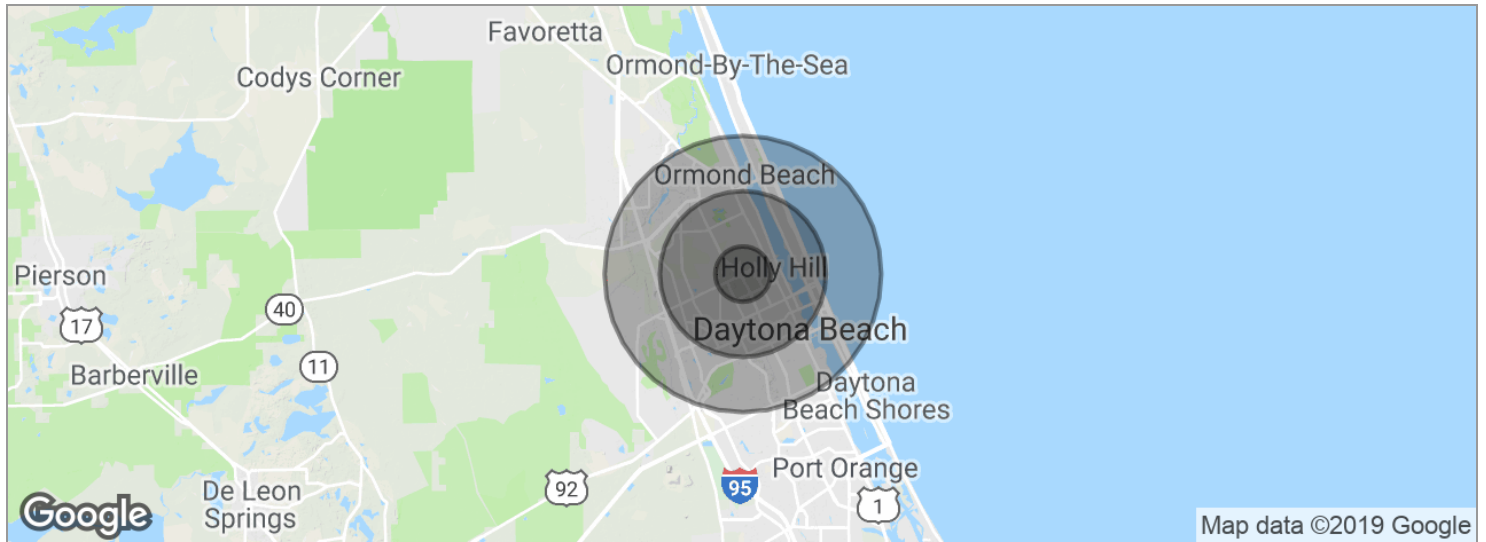 Favoretta
Ormond-By-The-Sea
Codys Corner
Ormond Beach
Holly Hill
Pierson
40
17
Daytona Beach
11
Barberville
Daytona
Beach Shores
Port Orange
92
95
De Leon
Springs
1
Google
Map data ©2019 Google